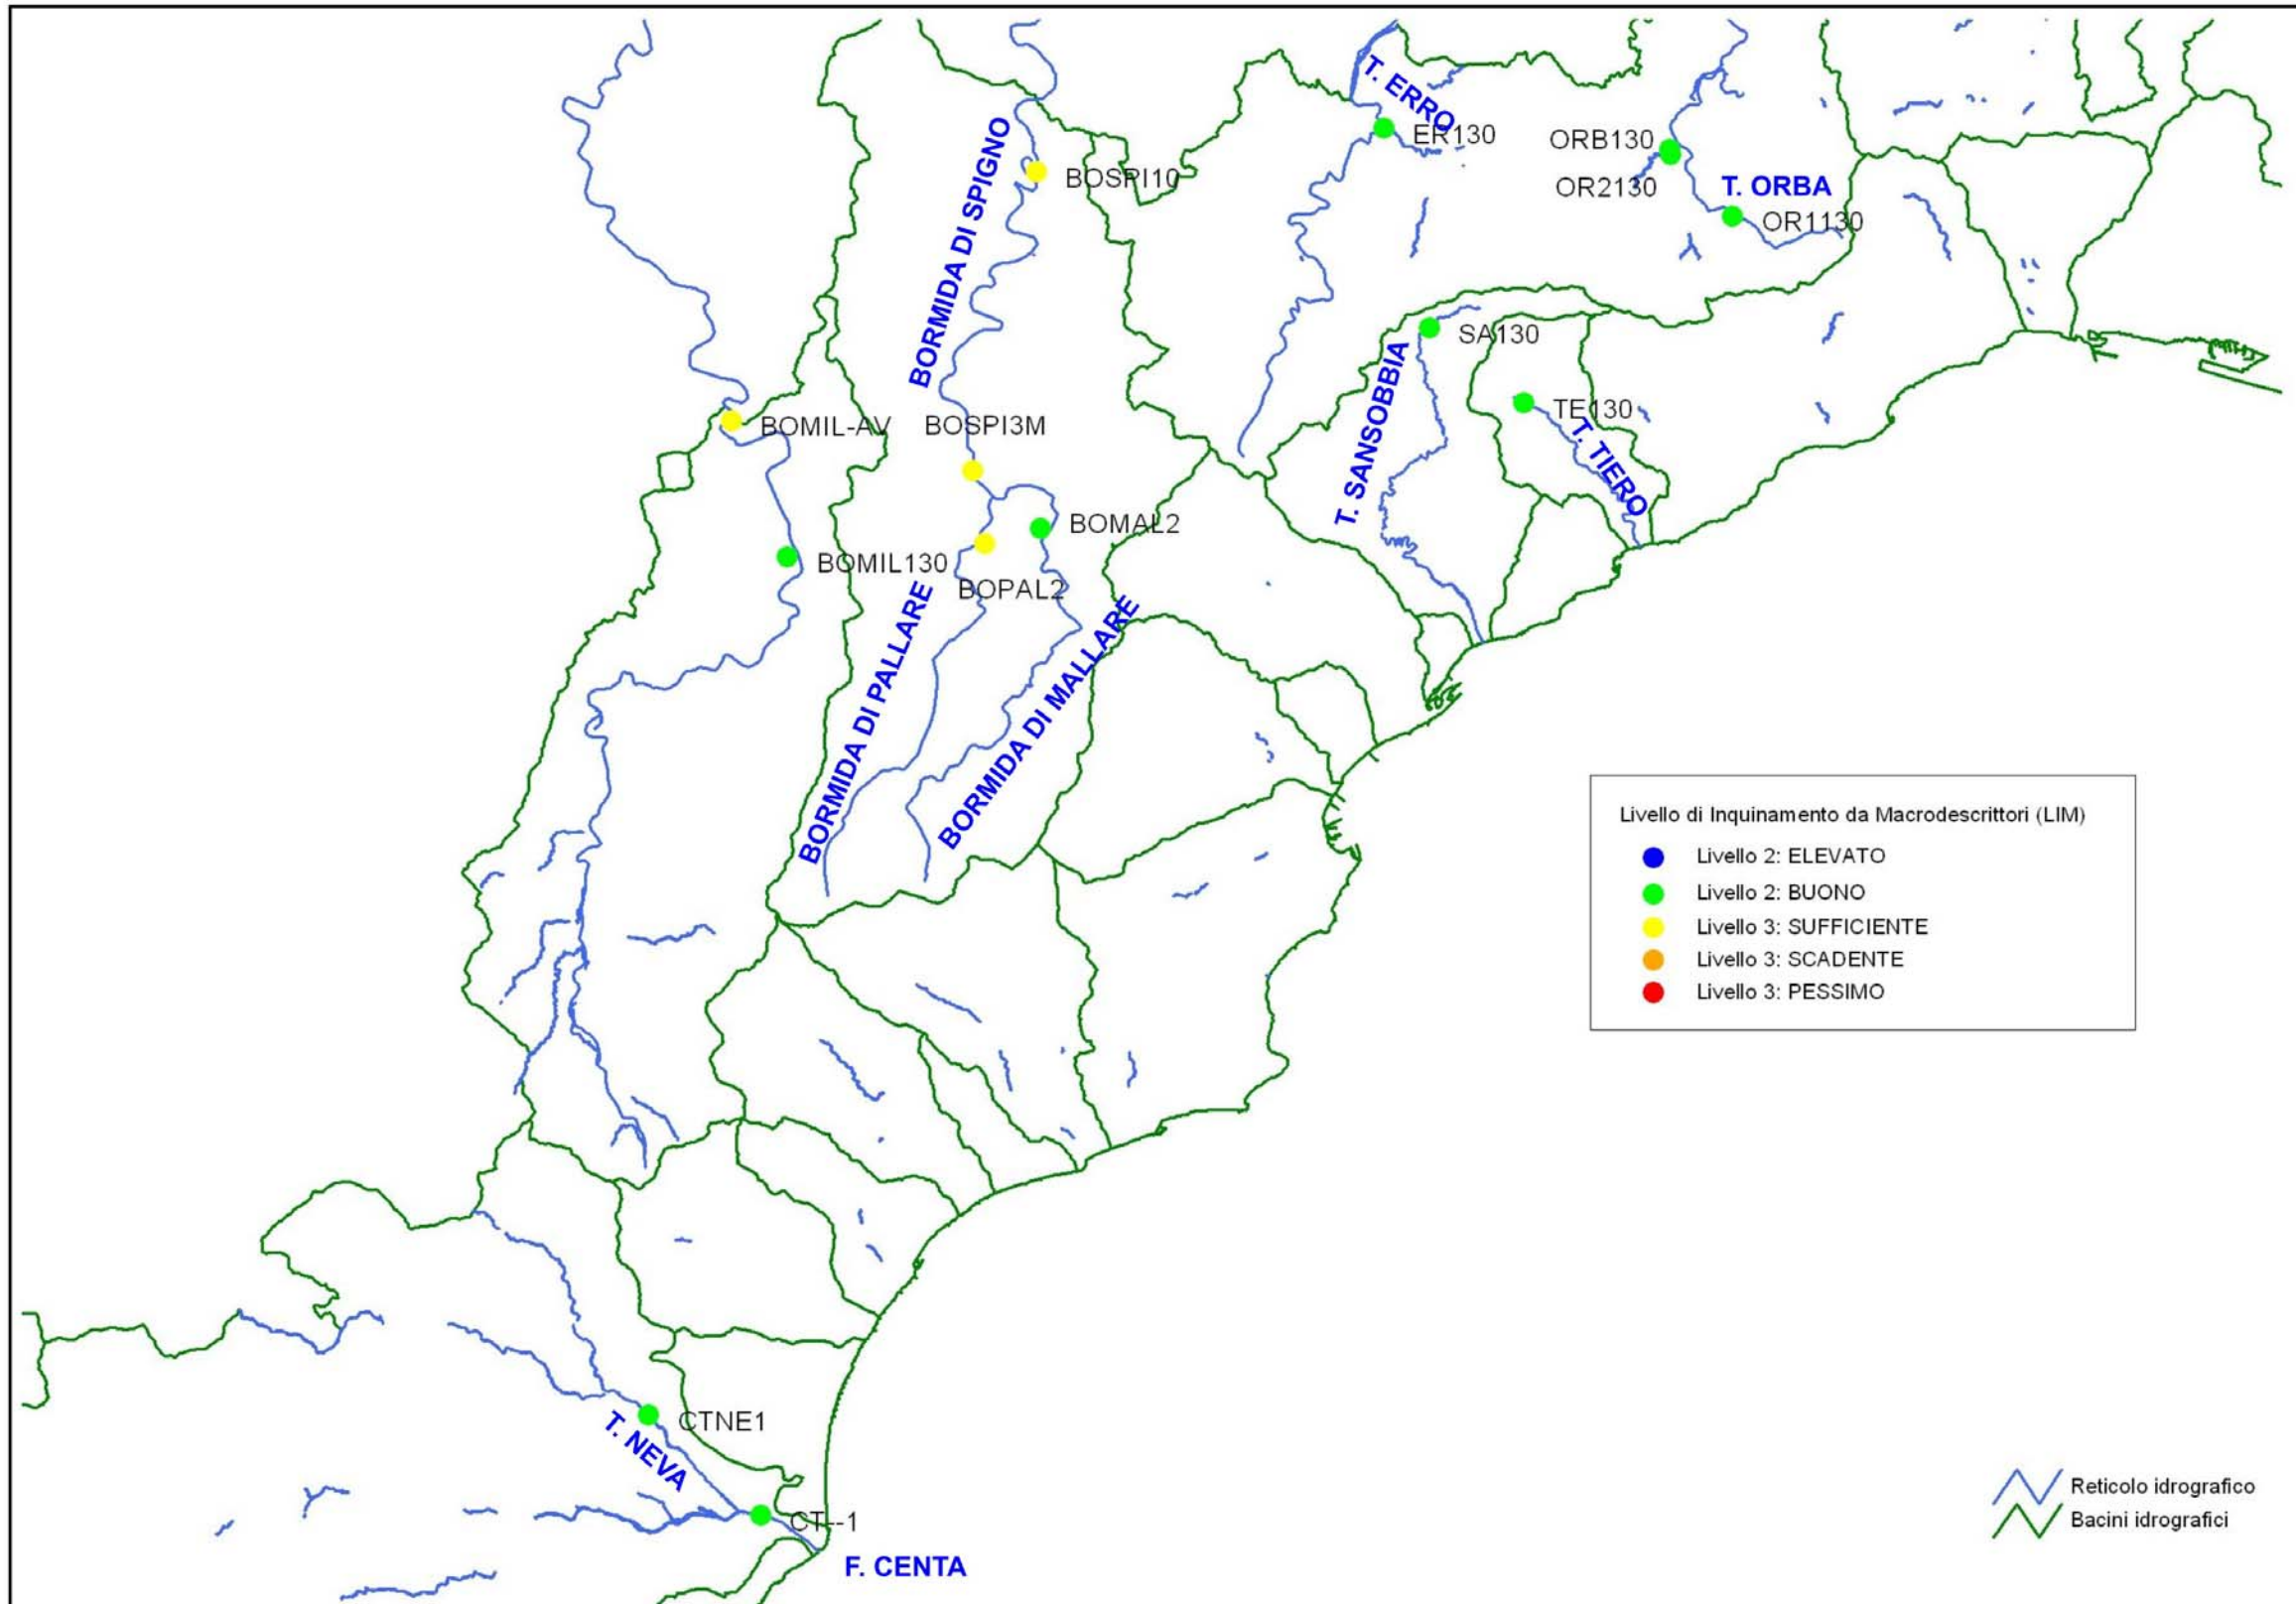 T. ERRO
ER130
ORB130
OR2130
T. ORBA
OR1130
BORMIDA DI SPIGNO
BOSPI10
SA130
T. SANSOBBIA
TE130
T. TIERO
BOMIL-AV
BOSPI3M
BOMAL2
BOMIL130
BOPAL2
BORMIDA DI PALLARE
BORMIDA DI MALLARE
Livello di Inquinamento da Macrodescrittori (LIM)
Livello 2: ELEVATO
Livello 2: BUONO
Livello 3: SUFFICIENTE
Livello 3: SCADENTE
Livello 3: PESSIMO
CTNE1
T. NEVA
CT--1
F. CENTA
Reticolo idrografico
Bacini idrografici